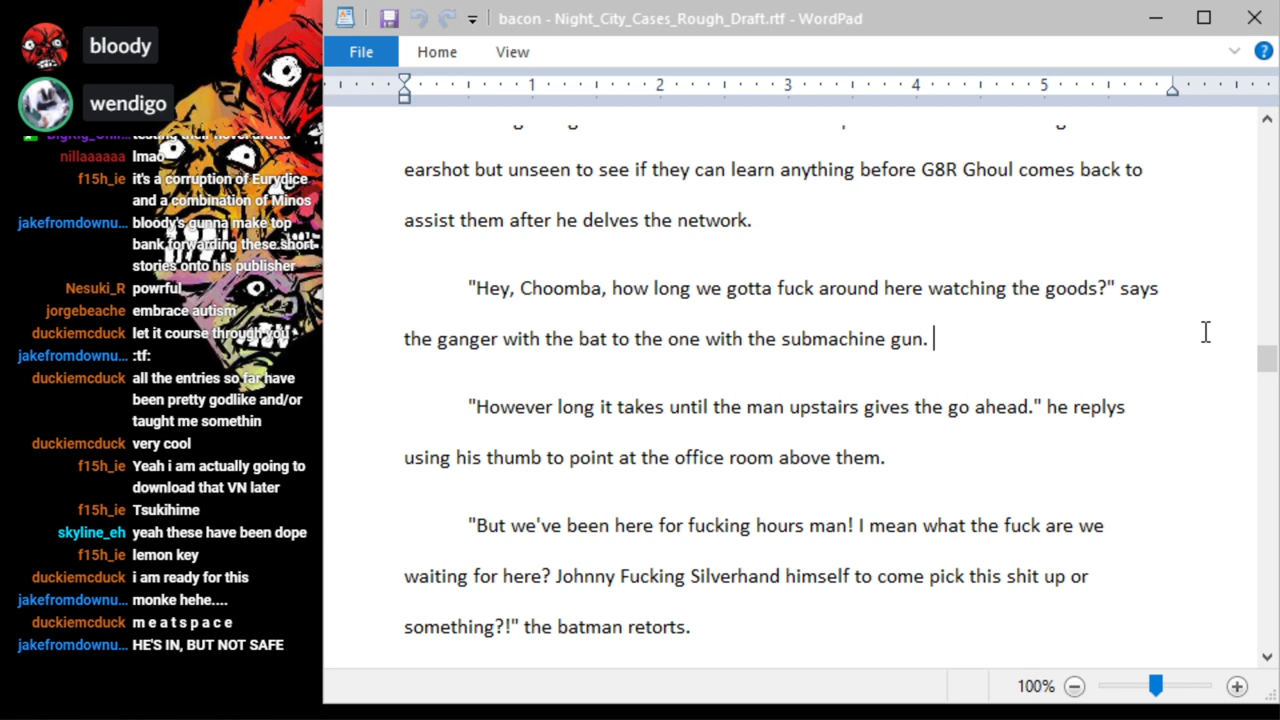 bloody
wendigo
nillaaaaaa lmao
f15h_ie it's a corruption of Eurydice
and a combination of Minos
jakefromdownu... bloody's gunna make top
bank forwarding these short
stories onto his publisher
Nesuki_R powrful
jorgebeache embrace autism
duckiemcduck let it course through you
jakefromdownu... :tf:
duckiemcduck all the entries so far have
been pretty godlike and/or
taught me somethin
duckiemcduck very cool
f15h_ie Yeah i am actually going to
download that VN later
f15h_ie Tsukihime
skyline_eh yeah these have been dope
f15h_ie lemon key
duckiemcduck i am ready for this
jakefromdownu... monke hehe....
duckiemcduck m e a t s p a c e
jakefromdownu... HE'S IN, BUT NOT SAFE
bacon - Night_City_Cases_Rough_Draft.rtf - WordPad
File Home View
1 2 3 4 5
earshot but unseen to see if they can learn anything before G8R Ghoul comes back to
assist them after he delves the network.
"Hey, Choomba, how long we gotta fuck around here watching the goods?" says
the ganger with the bat to the one with the submachine gun.
"However long it takes until the man upstairs gives the go ahead." he replys
using his thumb to point at the office room above them.
"But we've been here for fucking hours man! I mean what the fuck are we
waiting for here? Johnny Fucking Silverhand himself to come pick this shit up or
something?!" the batman retorts.
100%